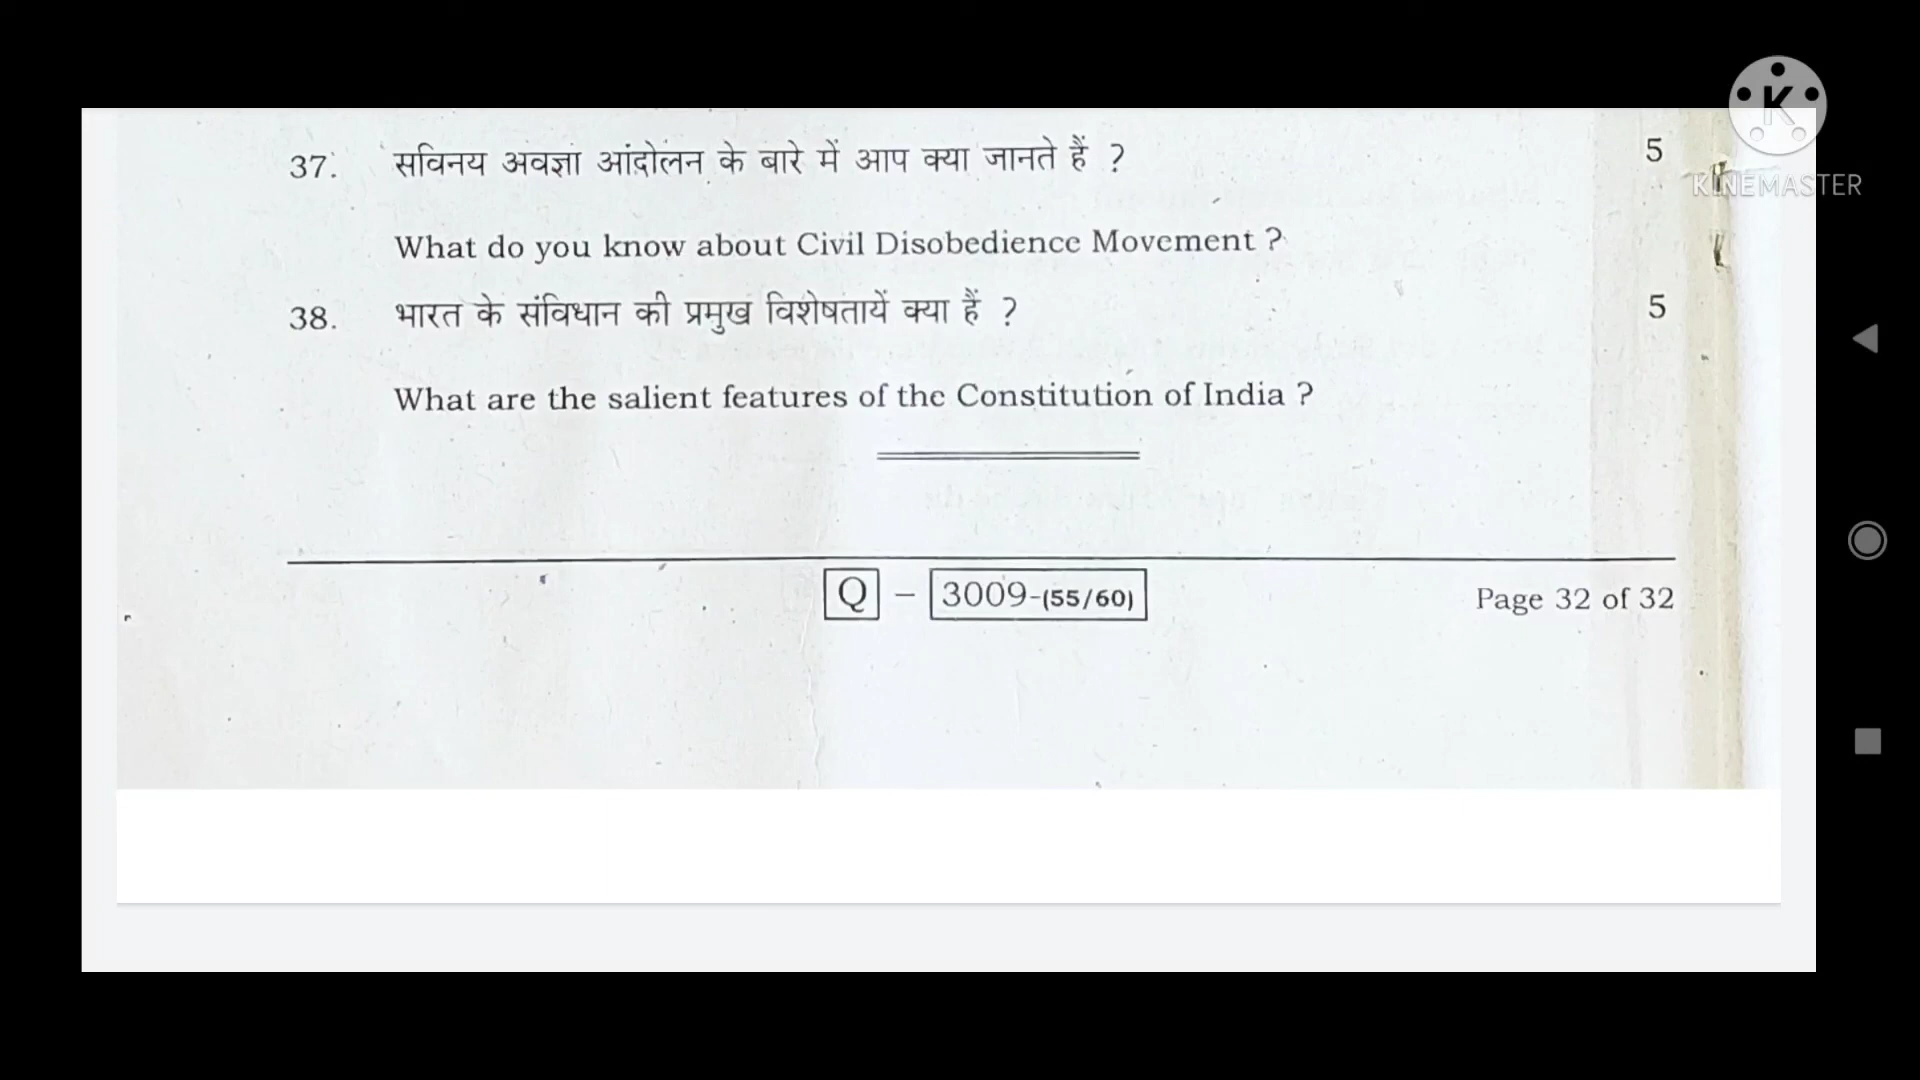 37. सविनय अवज्ञा आंदोलन के बारे में आप क्या जानते हैं ? 5
What do you know about Civil Disobedience Movement ?
38. भारत के संविधान की प्रमुख विशेषतायें क्या हैं ? 5
What are the salient features of the Constitution of India ?
Q – 3009-(55/60) Page 32 of 32
K
KINEMASTER